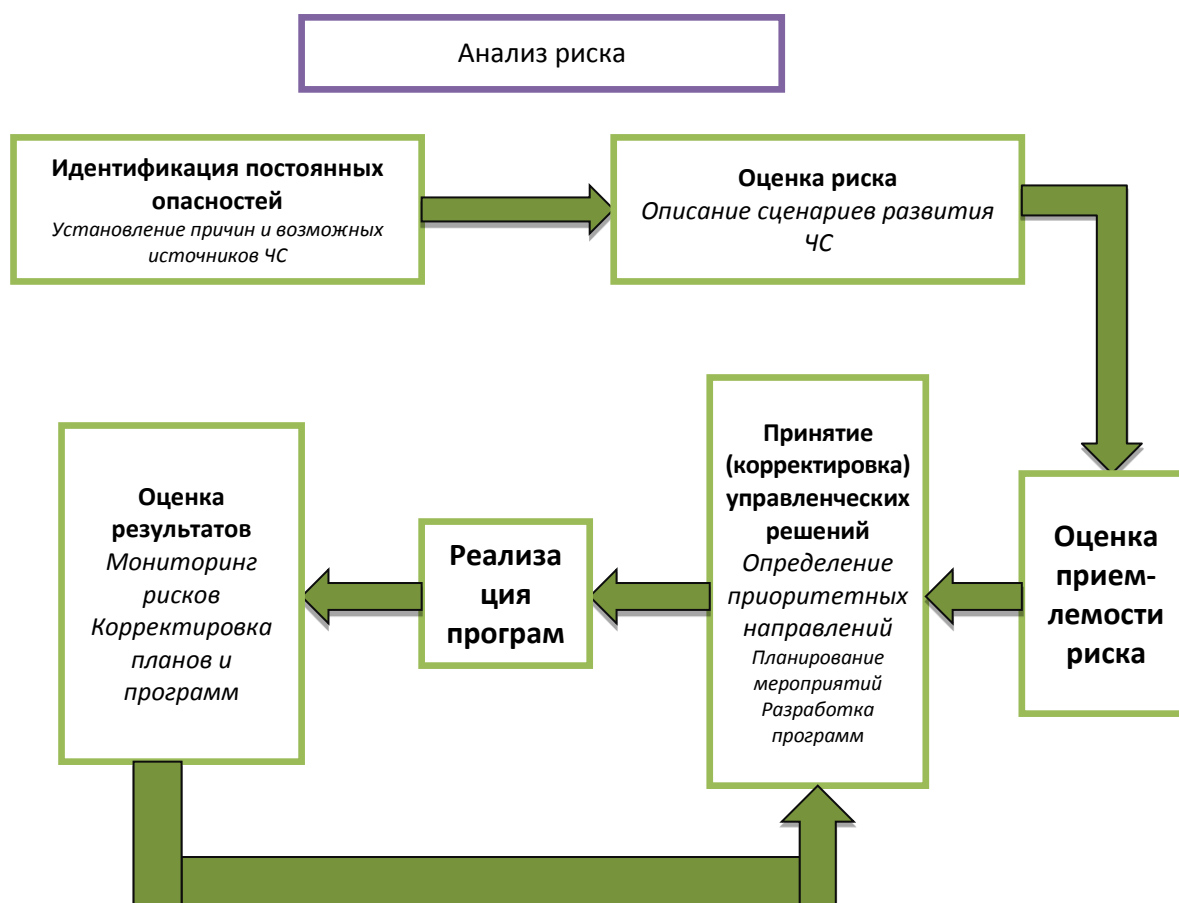 Анализ риска
Идентификация постоянных
опасностей
Установление причин и возможных
источников ЧС
Оценка риска
Описание сценариев развития
ЧС
Оценка
прием-
лемости
риска
Принятие
(корректировка)
управленческих
решений
Определение
приоритетных
направлений
Планирование
мероприятий
Разработка
программ
Реализа
ция
програм
Оценка
результатов
Мониторинг
рисков
Корректировка
планов и
программ